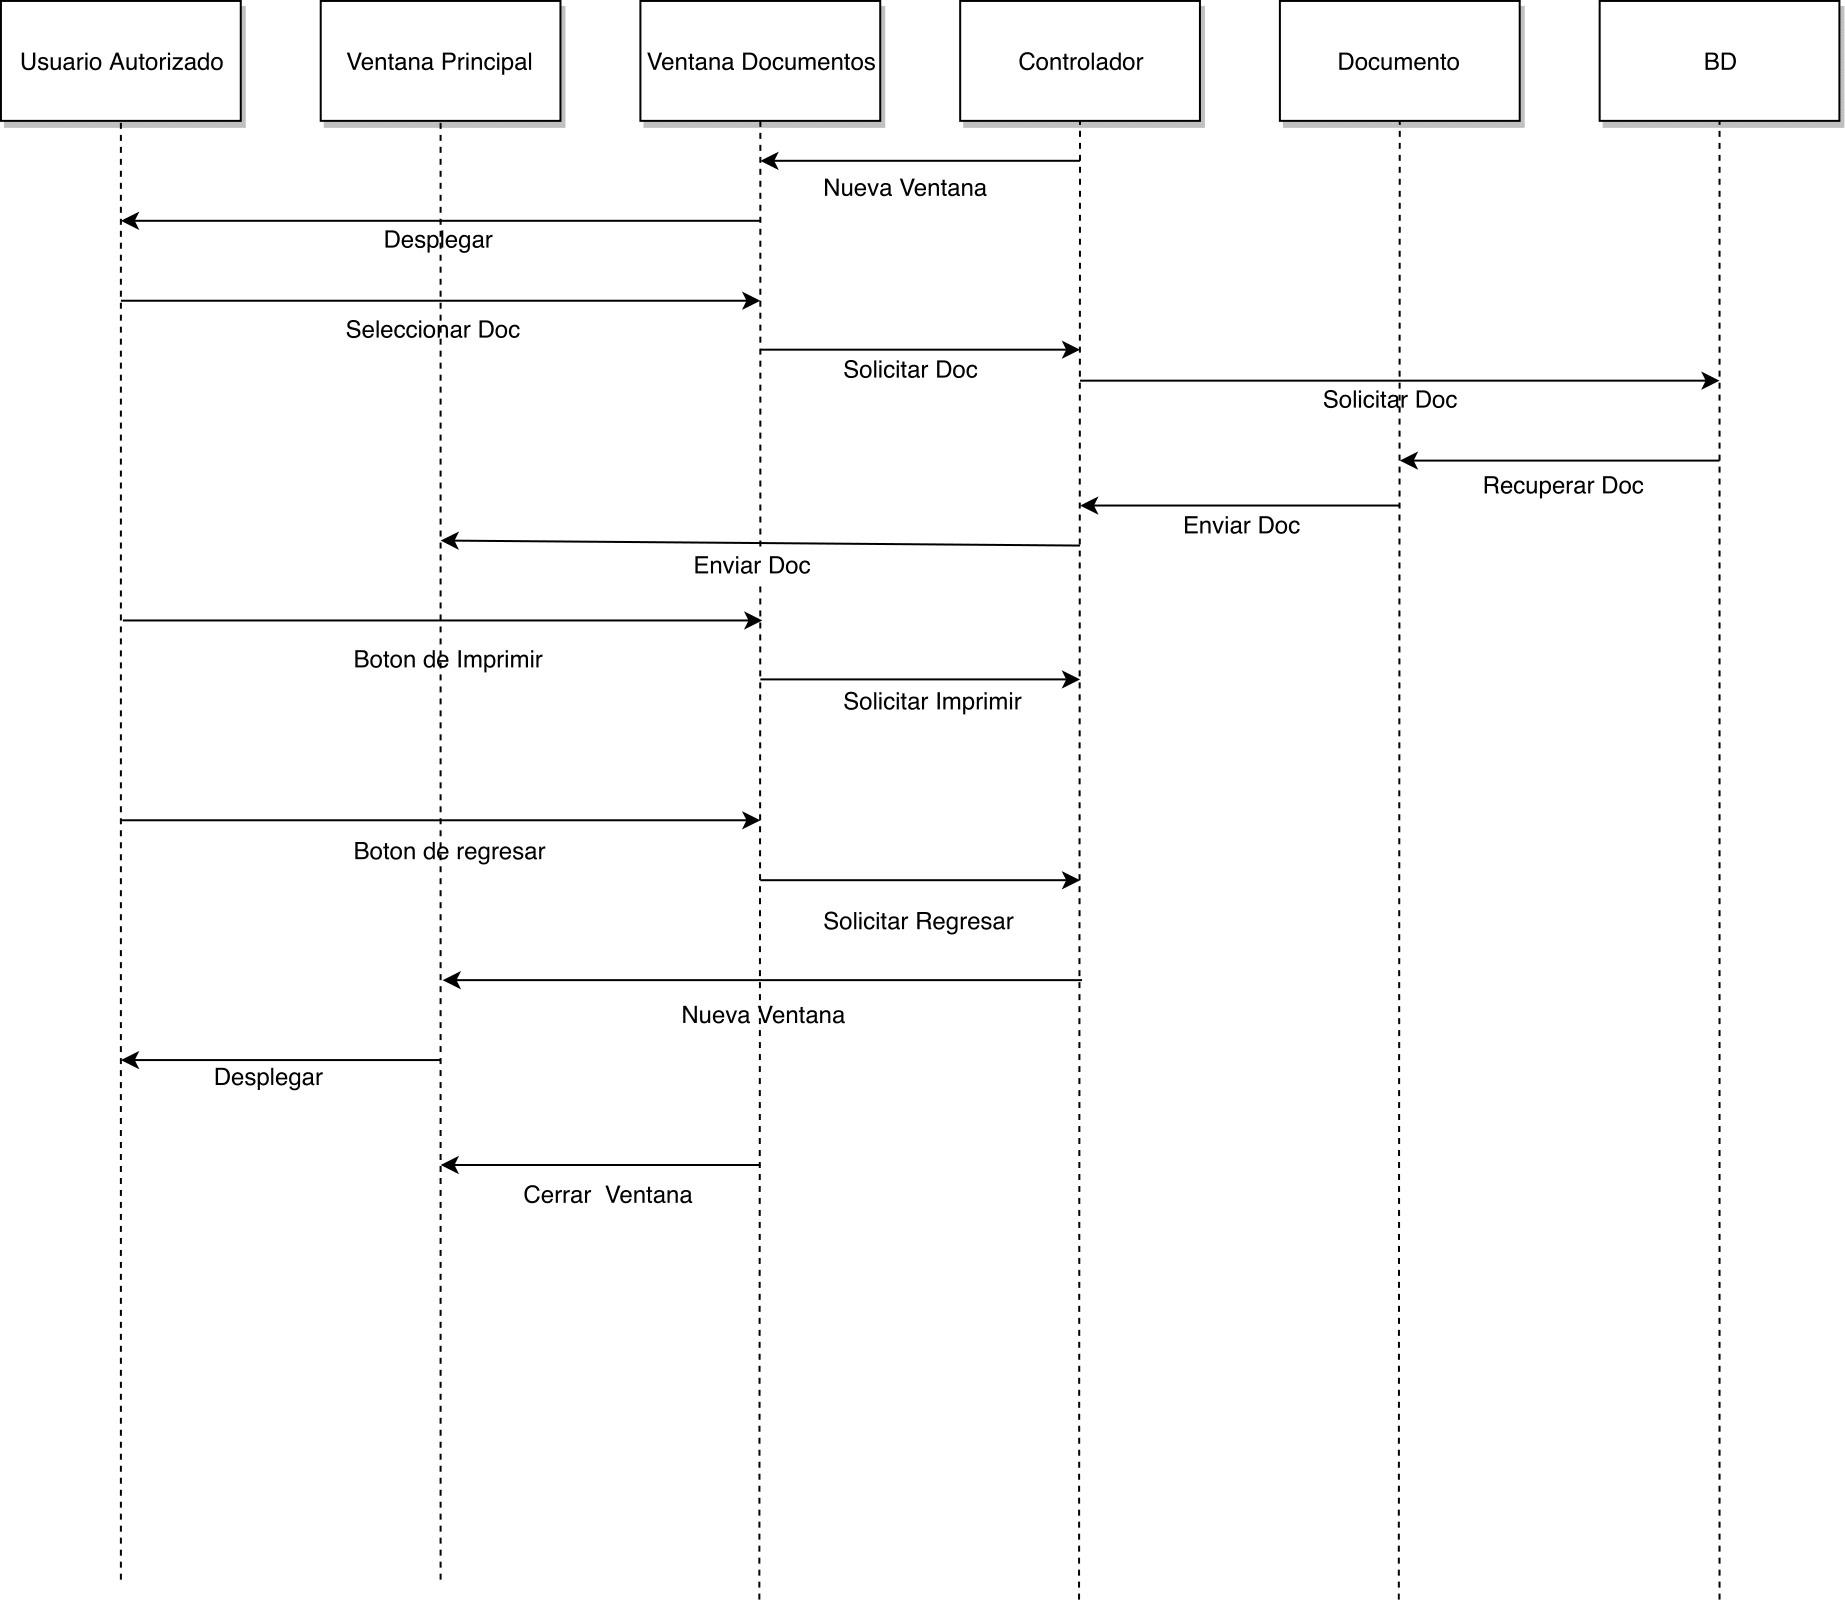 Usuario Autorizado
Ventana Principal
Ventana Documentos
Controlador
Documento
BD
Nueva Ventana
Desplegar
Seleccionar Doc
Solicitar Doc
Solicitar Doc
Recuperar Doc
Enviar Doc
Enviar Doc
Boton de Imprimir
Solicitar Imprimir
Boton de regresar
Solicitar Regresar
Nueva Ventana
Desplegar
Cerrar  Ventana